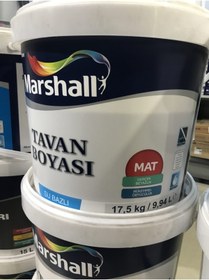 Marshall
TAVAN
BOYASI
MAT
SU BAZLI
17,5 kg / 9,94 L
Marshall